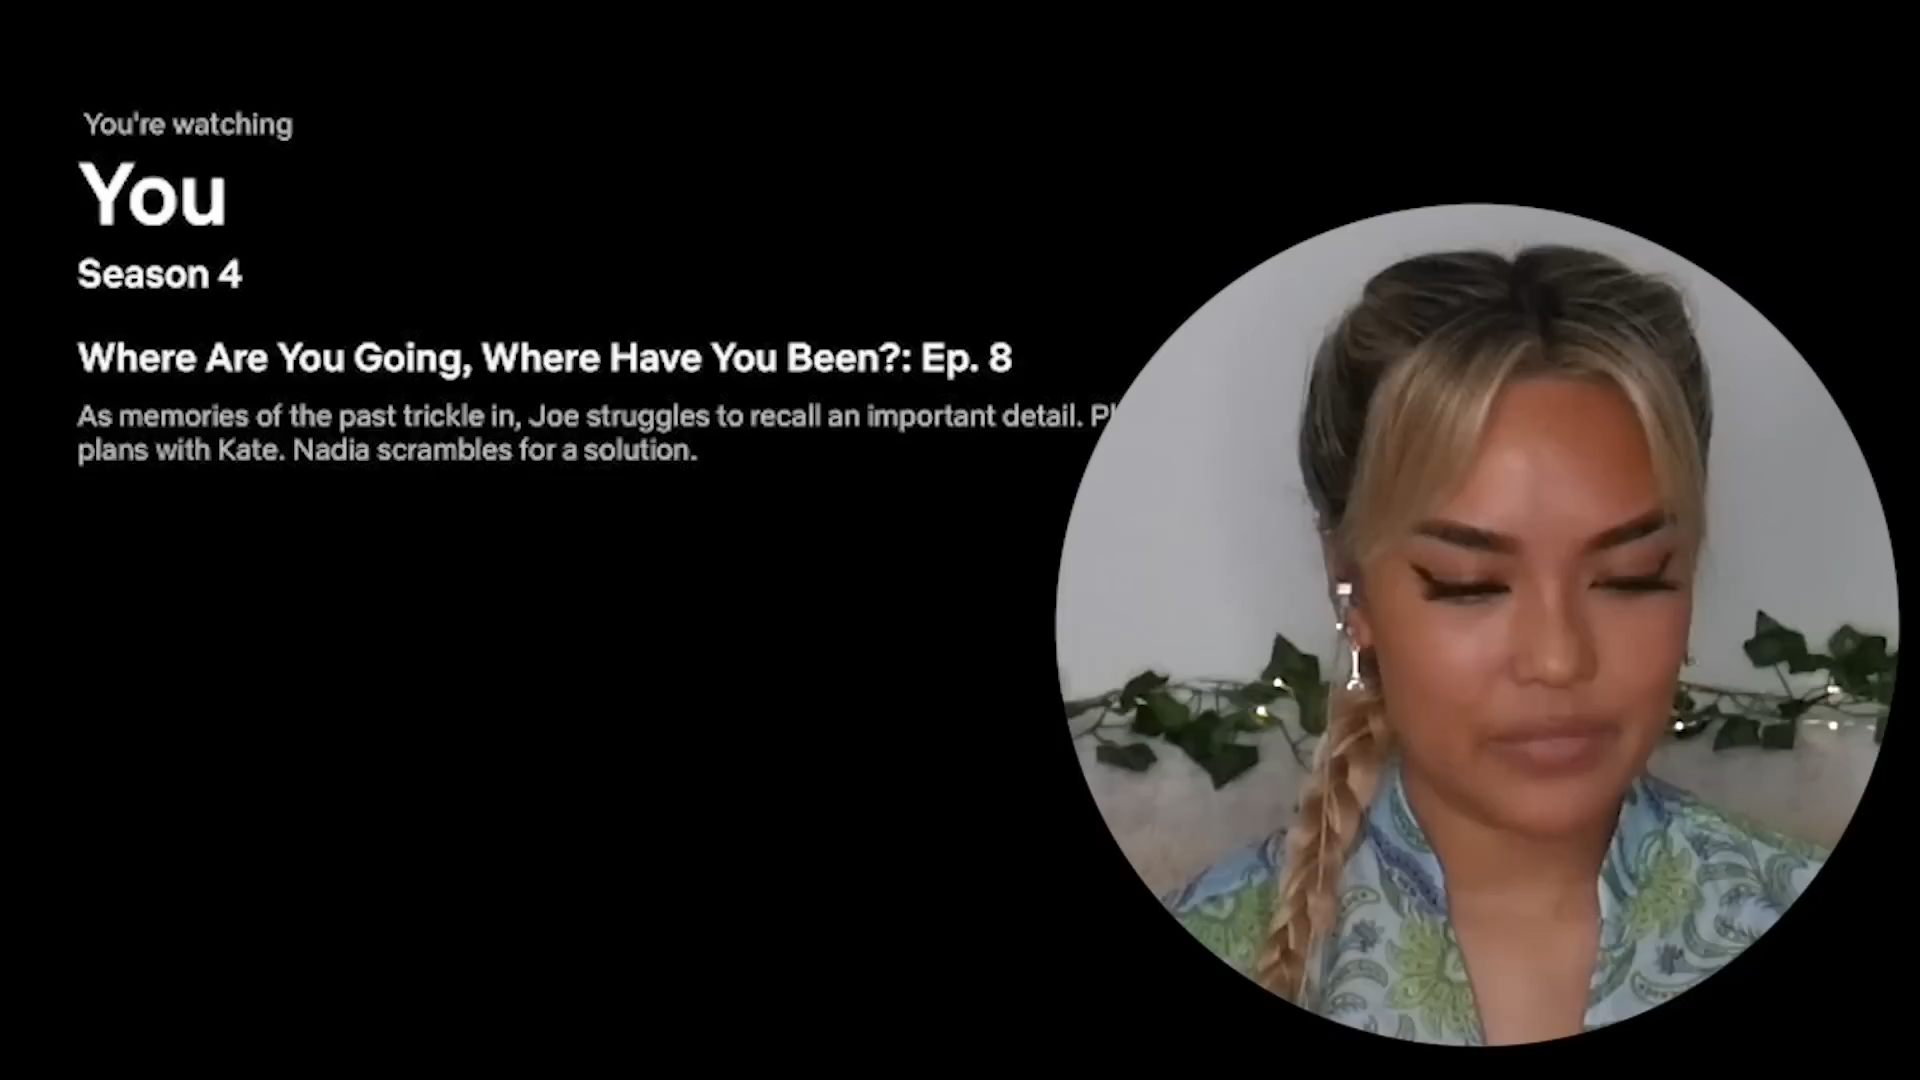 You're watching
You
Season 4
Where Are You Going, Where Have You Been?: Ep. 8
As memories of the past trickle in, Joe struggles to recall an important detail.
plans with Kate. Nadia scrambles for a solution.